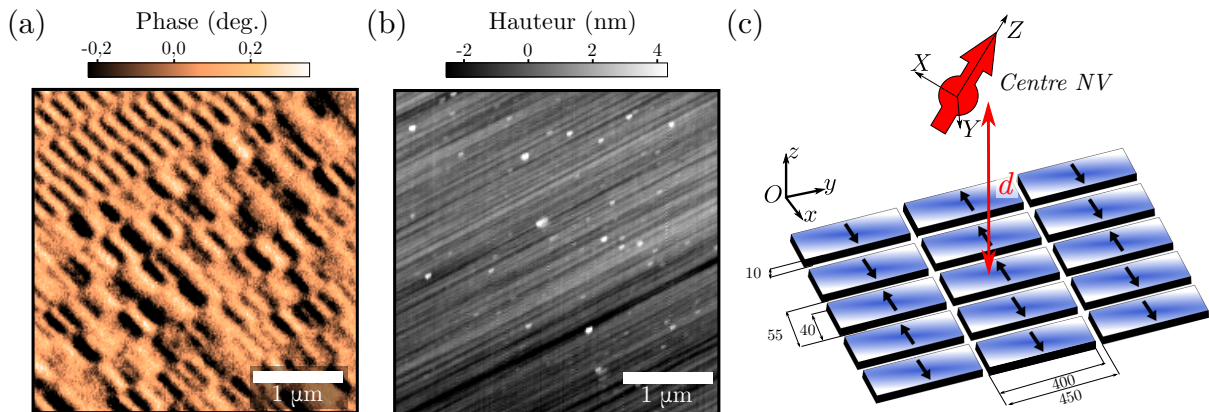 (a)
Phase (deg.)
-0,2 0,0 0,2
1 µm
(b)
Hauteur (nm)
-2 0 2 4
1 µm
(c)
Z
X
Centre NV
Y
z
O
y
x
d
10
55
40
400
450